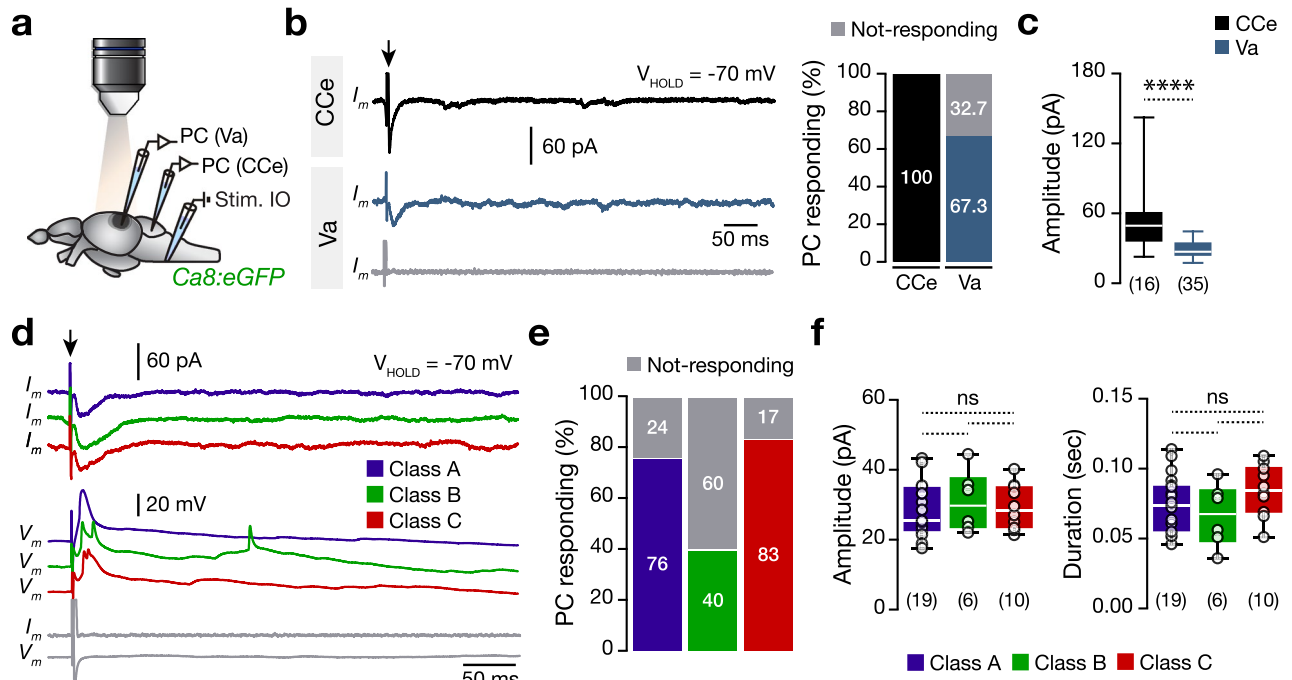 a
PC (Va)
PC (CCe)
Stim. IO
Ca8:eGFP
b
Not-responding
CCe
Va
Im
Im
Im
VHOLD = -70 mV
60 pA
50 ms
PC responding (%)
100
80
60
40
20
0
100
32.7
67.3
CCe
Va
c
CCe
Va
Amplitude (pA)
180
120
60
0
****
(16)
(35)
d
60 pA
VHOLD = -70 mV
Im
Im
Im
Class A
Class B
Class C
20 mV
Vm
Vm
Vm
Im
Vm
50 ms
e
Not-responding
PC responding (%)
100
80
60
40
20
0
24
76
60
40
17
83
f
Amplitude (pA)
60
40
20
0
ns
(19)
(6)
(10)
Duration (sec)
0.15
0.10
0.05
0.00
ns
(19)
(6)
(10)
Class A
Class B
Class C